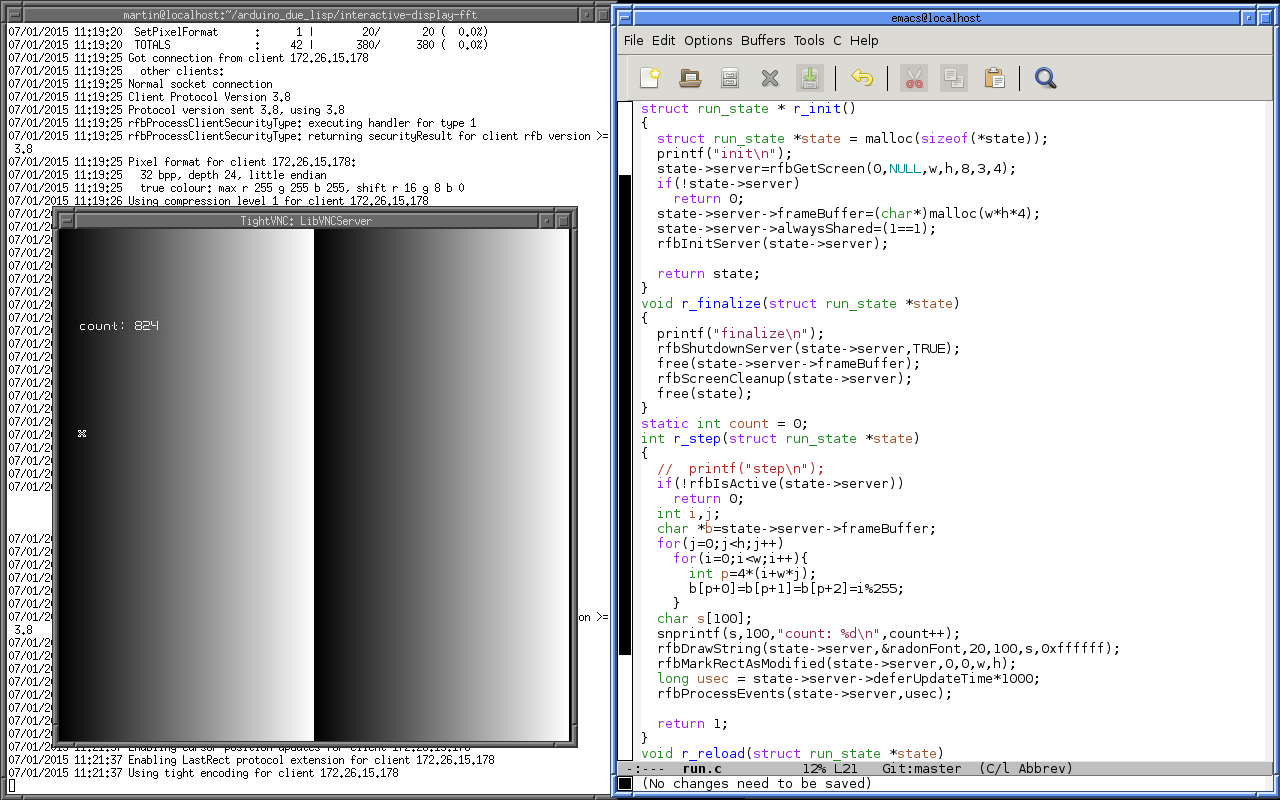 martin@localhost:~/arduino_due_lisp/interactive-display-fft
07/01/2015 11:19:20  SetPixelFormat      :      1 |       20/      20 (  0.0%)
07/01/2015 11:19:20  TOTALS              :     42 |      380/     380 (  0.0%)
07/01/2015 11:19:25 Got connection from client 172.26.15.178
07/01/2015 11:19:25   other clients:
07/01/2015 11:19:25 Normal socket connection
07/01/2015 11:19:25 Client Protocol Version 3.8
07/01/2015 11:19:25 Protocol version sent 3.8, using 3.8
07/01/2015 11:19:25 rfbProcessClientSecurityType: executing handler for type 1
07/01/2015 11:19:25 rfbProcessClientSecurityType: returning securityResult for client rfb version >=
 3.8
07/01/2015 11:19:25 Pixel format for client 172.26.15.178:
07/01/2015 11:19:25   32 bpp, depth 24, little endian
07/01/2015 11:19:25   true colour: max r 255 g 255 b 255, shift r 16 g 8 b 0
07/01/2015 11:19:26 Using compression level 1 for client 172.26.15.178
TightVNC: LibVNCServer
count: 824
on >=
 3.8
07/01/2015 11:21:37 Enabling cursor position updates for client 172.26.15.178
07/01/2015 11:21:37 Enabling LastRect protocol extension for client 172.26.15.178
07/01/2015 11:21:37 Using tight encoding for client 172.26.15.178
emacs@localhost
File Edit Options Buffers Tools C Help
struct run_state * r_init()
{
  struct run_state *state = malloc(sizeof(*state));
  printf("init\n");
  state->server=rfbGetScreen(0,NULL,w,h,8,3,4);
  if(!state->server)
    return 0;
  state->server->frameBuffer=(char*)malloc(w*h*4);
  state->server->alwaysShared=(1==1);
  rfbInitServer(state->server);

  return state;
}
void r_finalize(struct run_state *state)
{
  printf("finalize\n");
  rfbShutdownServer(state->server,TRUE);
  free(state->server->frameBuffer);
  rfbScreenCleanup(state->server);
  free(state);
}
static int count = 0;
int r_step(struct run_state *state)
{
  //  printf("step\n");
  if(!rfbIsActive(state->server))
    return 0;
  int i,j;
  char *b=state->server->frameBuffer;
  for(j=0;j<h;j++)
    for(i=0;i<w;i++){
      int p=4*(i+w*j);
      b[p+0]=b[p+1]=b[p+2]=i%255;
    }
  char s[100];
  snprintf(s,100,"count: %d\n",count++);
  rfbDrawString(state->server,&radonFont,20,100,s,0xffffff);
  rfbMarkRectAsModified(state->server,0,0,w,h);
  long usec = state->server->deferUpdateTime*1000;
  rfbProcessEvents(state->server,usec);

  return 1;
}
void r_reload(struct run_state *state)
-:---  run.c          12% L21   Git:master  (C/l Abbrev)
(No changes need to be saved)